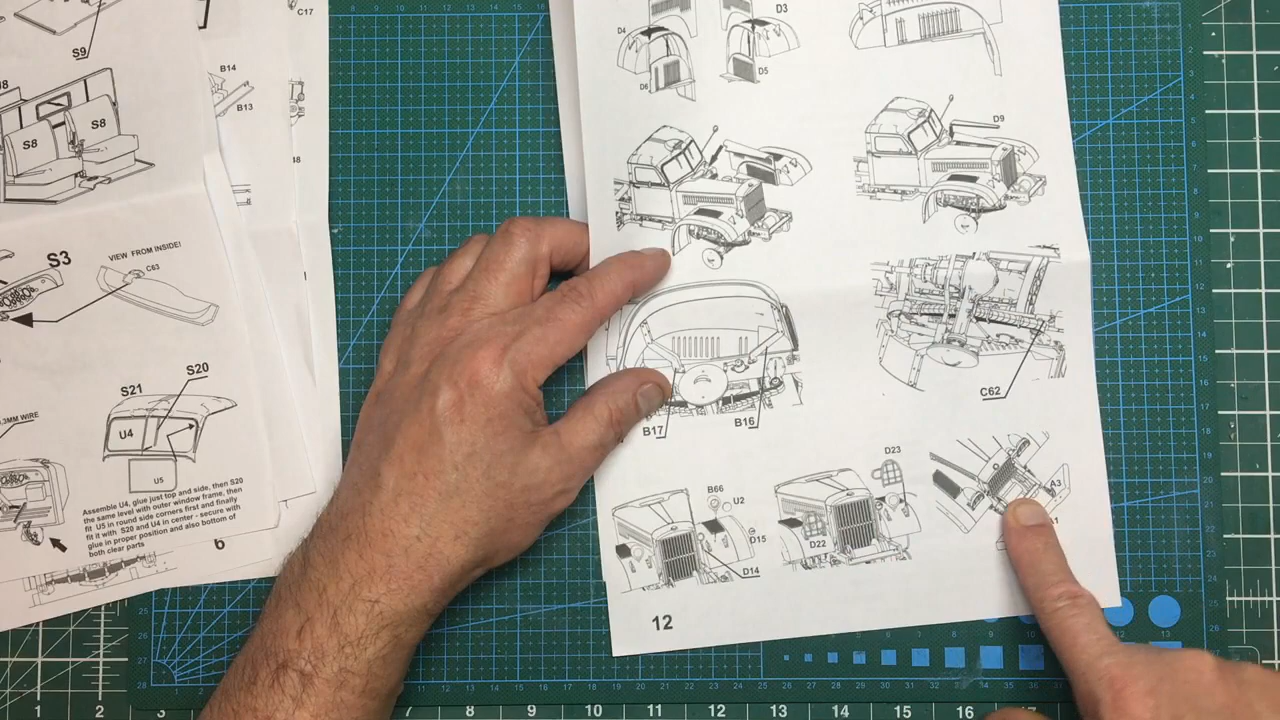 S9
C17
B14
B13
S8
S8
S3
VIEW FROM INSIDE!
C63
S20
S21
U4
U5
.3MM WIRE
Assemble U4, glue just top and side, then S20
the same level with outer window frame, then
fit U5 in round side corners first and finally
fit it with S20 and U4 in center - secure with
glue in proper position and also bottom of
both clear parts
6
D3
D4
D5
D6
D9
C62
B17
B16
D23
B66
U2
D15
D22
D14
A3
12